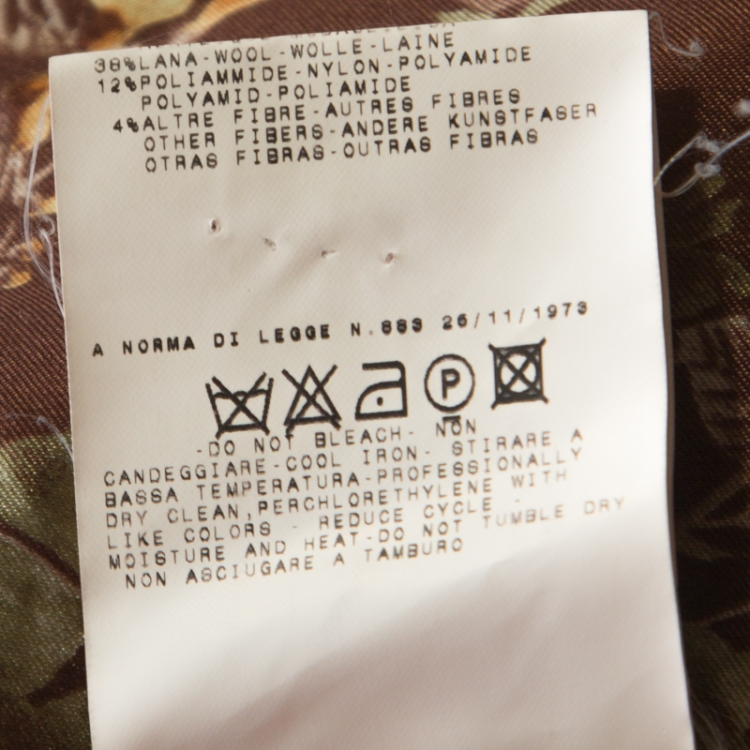 38%LANA-WOOL-WOLLE-LAINE
12%POLIAMMIDE-NYLON-POLYAMIDE
POLYAMID-POLIAMIDE
4%ALTRE FIBRE-AUTRES FIBRES
OTHER FIBERS-ANDERE KUNSTFASER
OTRAS FIBRAS-OUTRAS FIBRAS
A NORMA DI LEGGE N.883 26/11/1973
P
-DO NOT BLEACH- NON
CANDEGGIARE-COOL IRON- STIRARE A
BASSA TEMPERATURA-PROFESSIONALLY
DRY CLEAN,PERCHLORETHYLENE WITH
LIKE COLORS - REDUCE CYCLE -
MOISTURE AND HEAT-DO NOT TUMBLE DRY
NON ASCIUGARE A TAMBURO